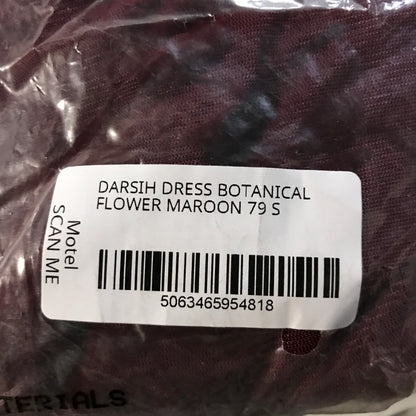 DARSIH DRESS BOTANICAL
FLOWER MAROON 79 S
5063465954818
Motel
SCAN ME
TERIALS